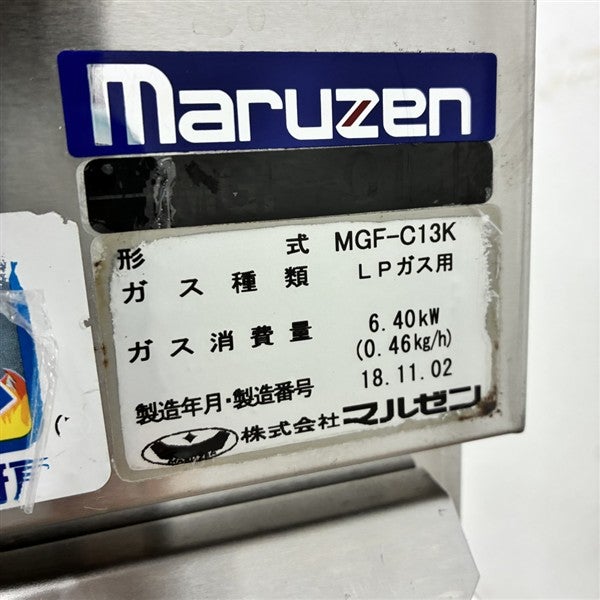 maruzen
形式 MGF-C13K
ガス種類 LPガス用
ガス消費量 6.40kW
(0.46kg/h)
製造年月・製造番号 18.11.02
株式会社マルゼン